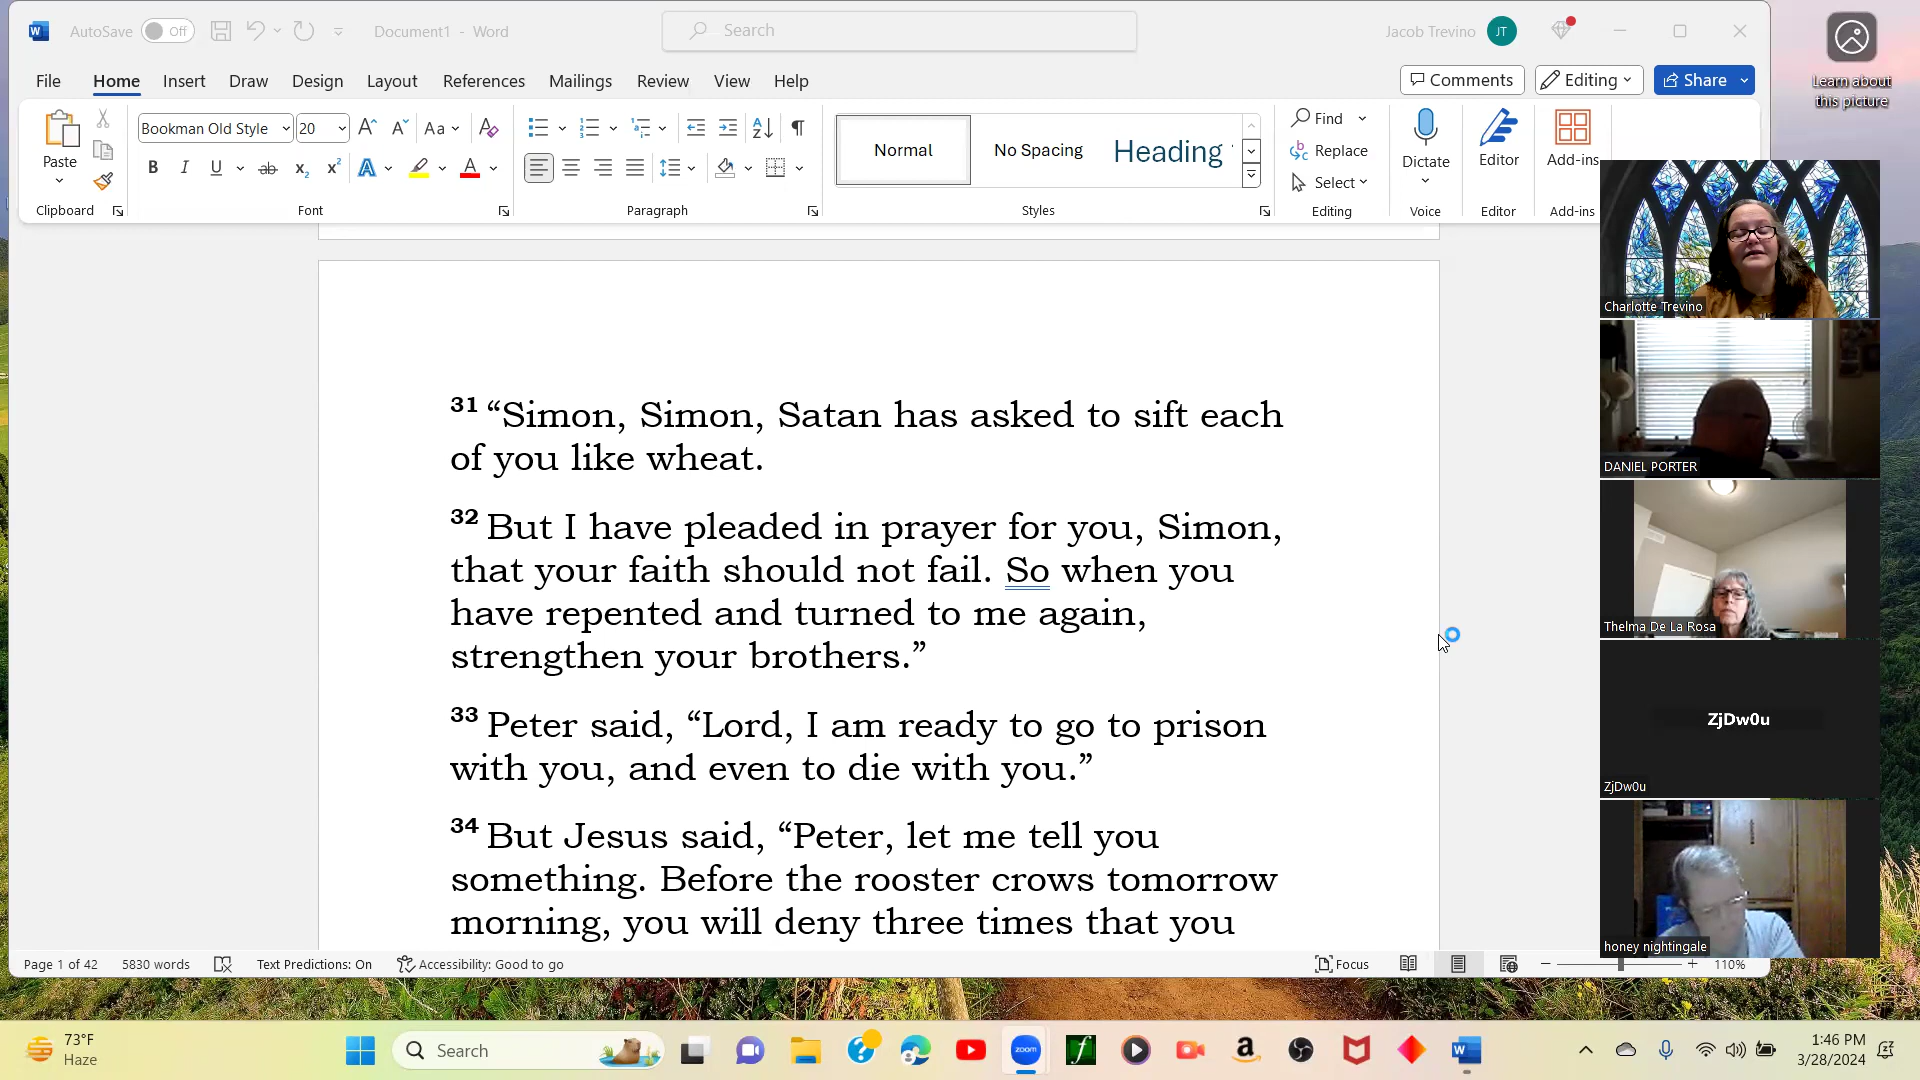 AutoSave
Off
Document1 - Word
Search
Jacob Trevino
JT
Learn about
this picture
File
Home
Insert
Draw
Design
Layout
References
Mailings
Review
View
Help
Comments
Editing
Share
Paste
Bookman Old Style
20
Aa
Normal
No Spacing
Heading
Find
Replace
Select
Dictate
Editor
Add-ins
Clipboard
Font
Paragraph
Styles
Editing
Voice
Editor
Add-ins
31 “Simon, Simon, Satan has asked to sift each
of you like wheat.
32 But I have pleaded in prayer for you, Simon,
that your faith should not fail. So when you
have repented and turned to me again,
strengthen your brothers.”
33 Peter said, “Lord, I am ready to go to prison
with you, and even to die with you.”
34 But Jesus said, “Peter, let me tell you
something. Before the rooster crows tomorrow
morning, you will deny three times that you
Charlotte Trevino
DANIEL PORTER
Thelma De La Rosa
ZjDw0u
ZjDw0u
honey nightingale
Page 1 of 42
5830 words
Text Predictions: On
Accessibility: Good to go
Focus
110%
73°F
Haze
Search
zoom
1:46 PM
3/28/2024